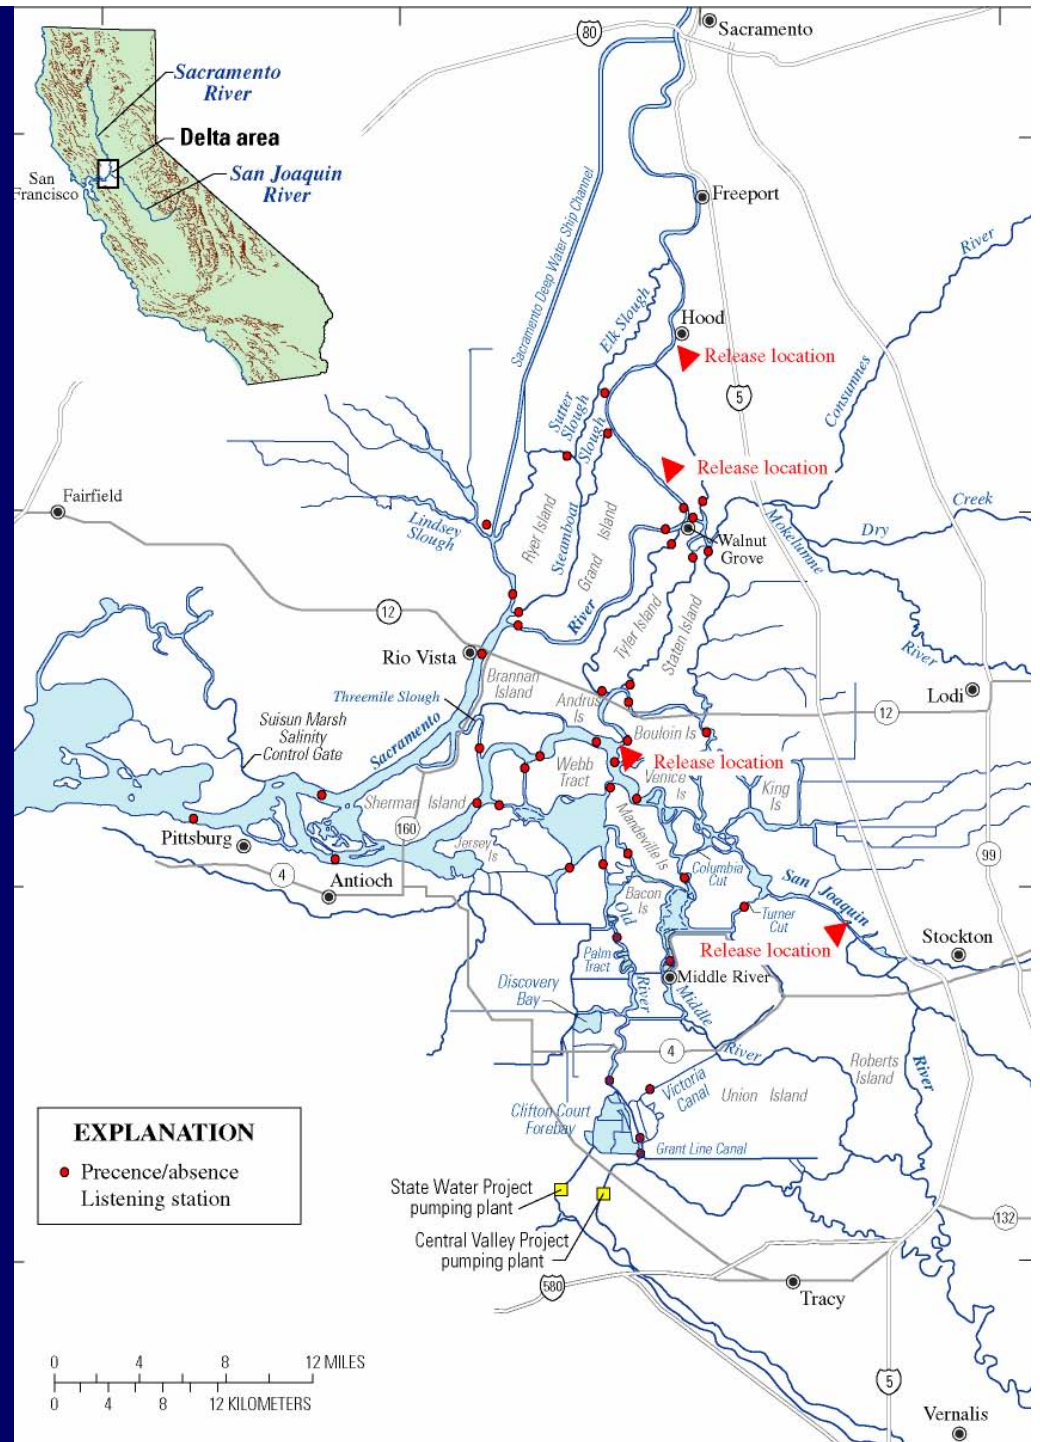 Sacramento
River
Delta area
San Joaquin
River
San
Francisco
80
Sacramento
Sacramento Deep Water Ship Channel
Freeport
River
Consumnes
Elk Slough
Hood
Release location
5
Sutter
Slough
Slough
Steamboat
Release location
Fairfield
Lindsey
Slough
Ryer Island
Grand Island
Creek
Dry
Mokelumne
River
Walnut
Grove
12
River
Tyler Island
Staten Island
Rio Vista
Brannan
Island
Threemile Slough
Andrus
Is
Lodi
12
Suisun Marsh
Salinity
Control Gate
Sacramento
Bouloin Is
Release location
Webb
Tract
Venice
Is
King
Is
Sherman Island
160
Mandeville Is
Pittsburg
Jersey
Is
4
Antioch
Columbia
Cut
99
San Joaquin
River
Bacon
Is
Old
River
Turner
Cut
Release location
Stockton
Palm
Tract
Middle River
Discovery
Bay
Middle
River
4
Roberts
Island
Victoria
Canal
Union Island
Clifton Court
Forebay
Grant Line Canal
EXPLANATION
Precence/absence
Listening station
State Water Project
pumping plant
Central Valley Project
pumping plant
132
580
Tracy
0 4 8 12 MILES
0 4 8 12 KILOMETERS
5
Vernalis